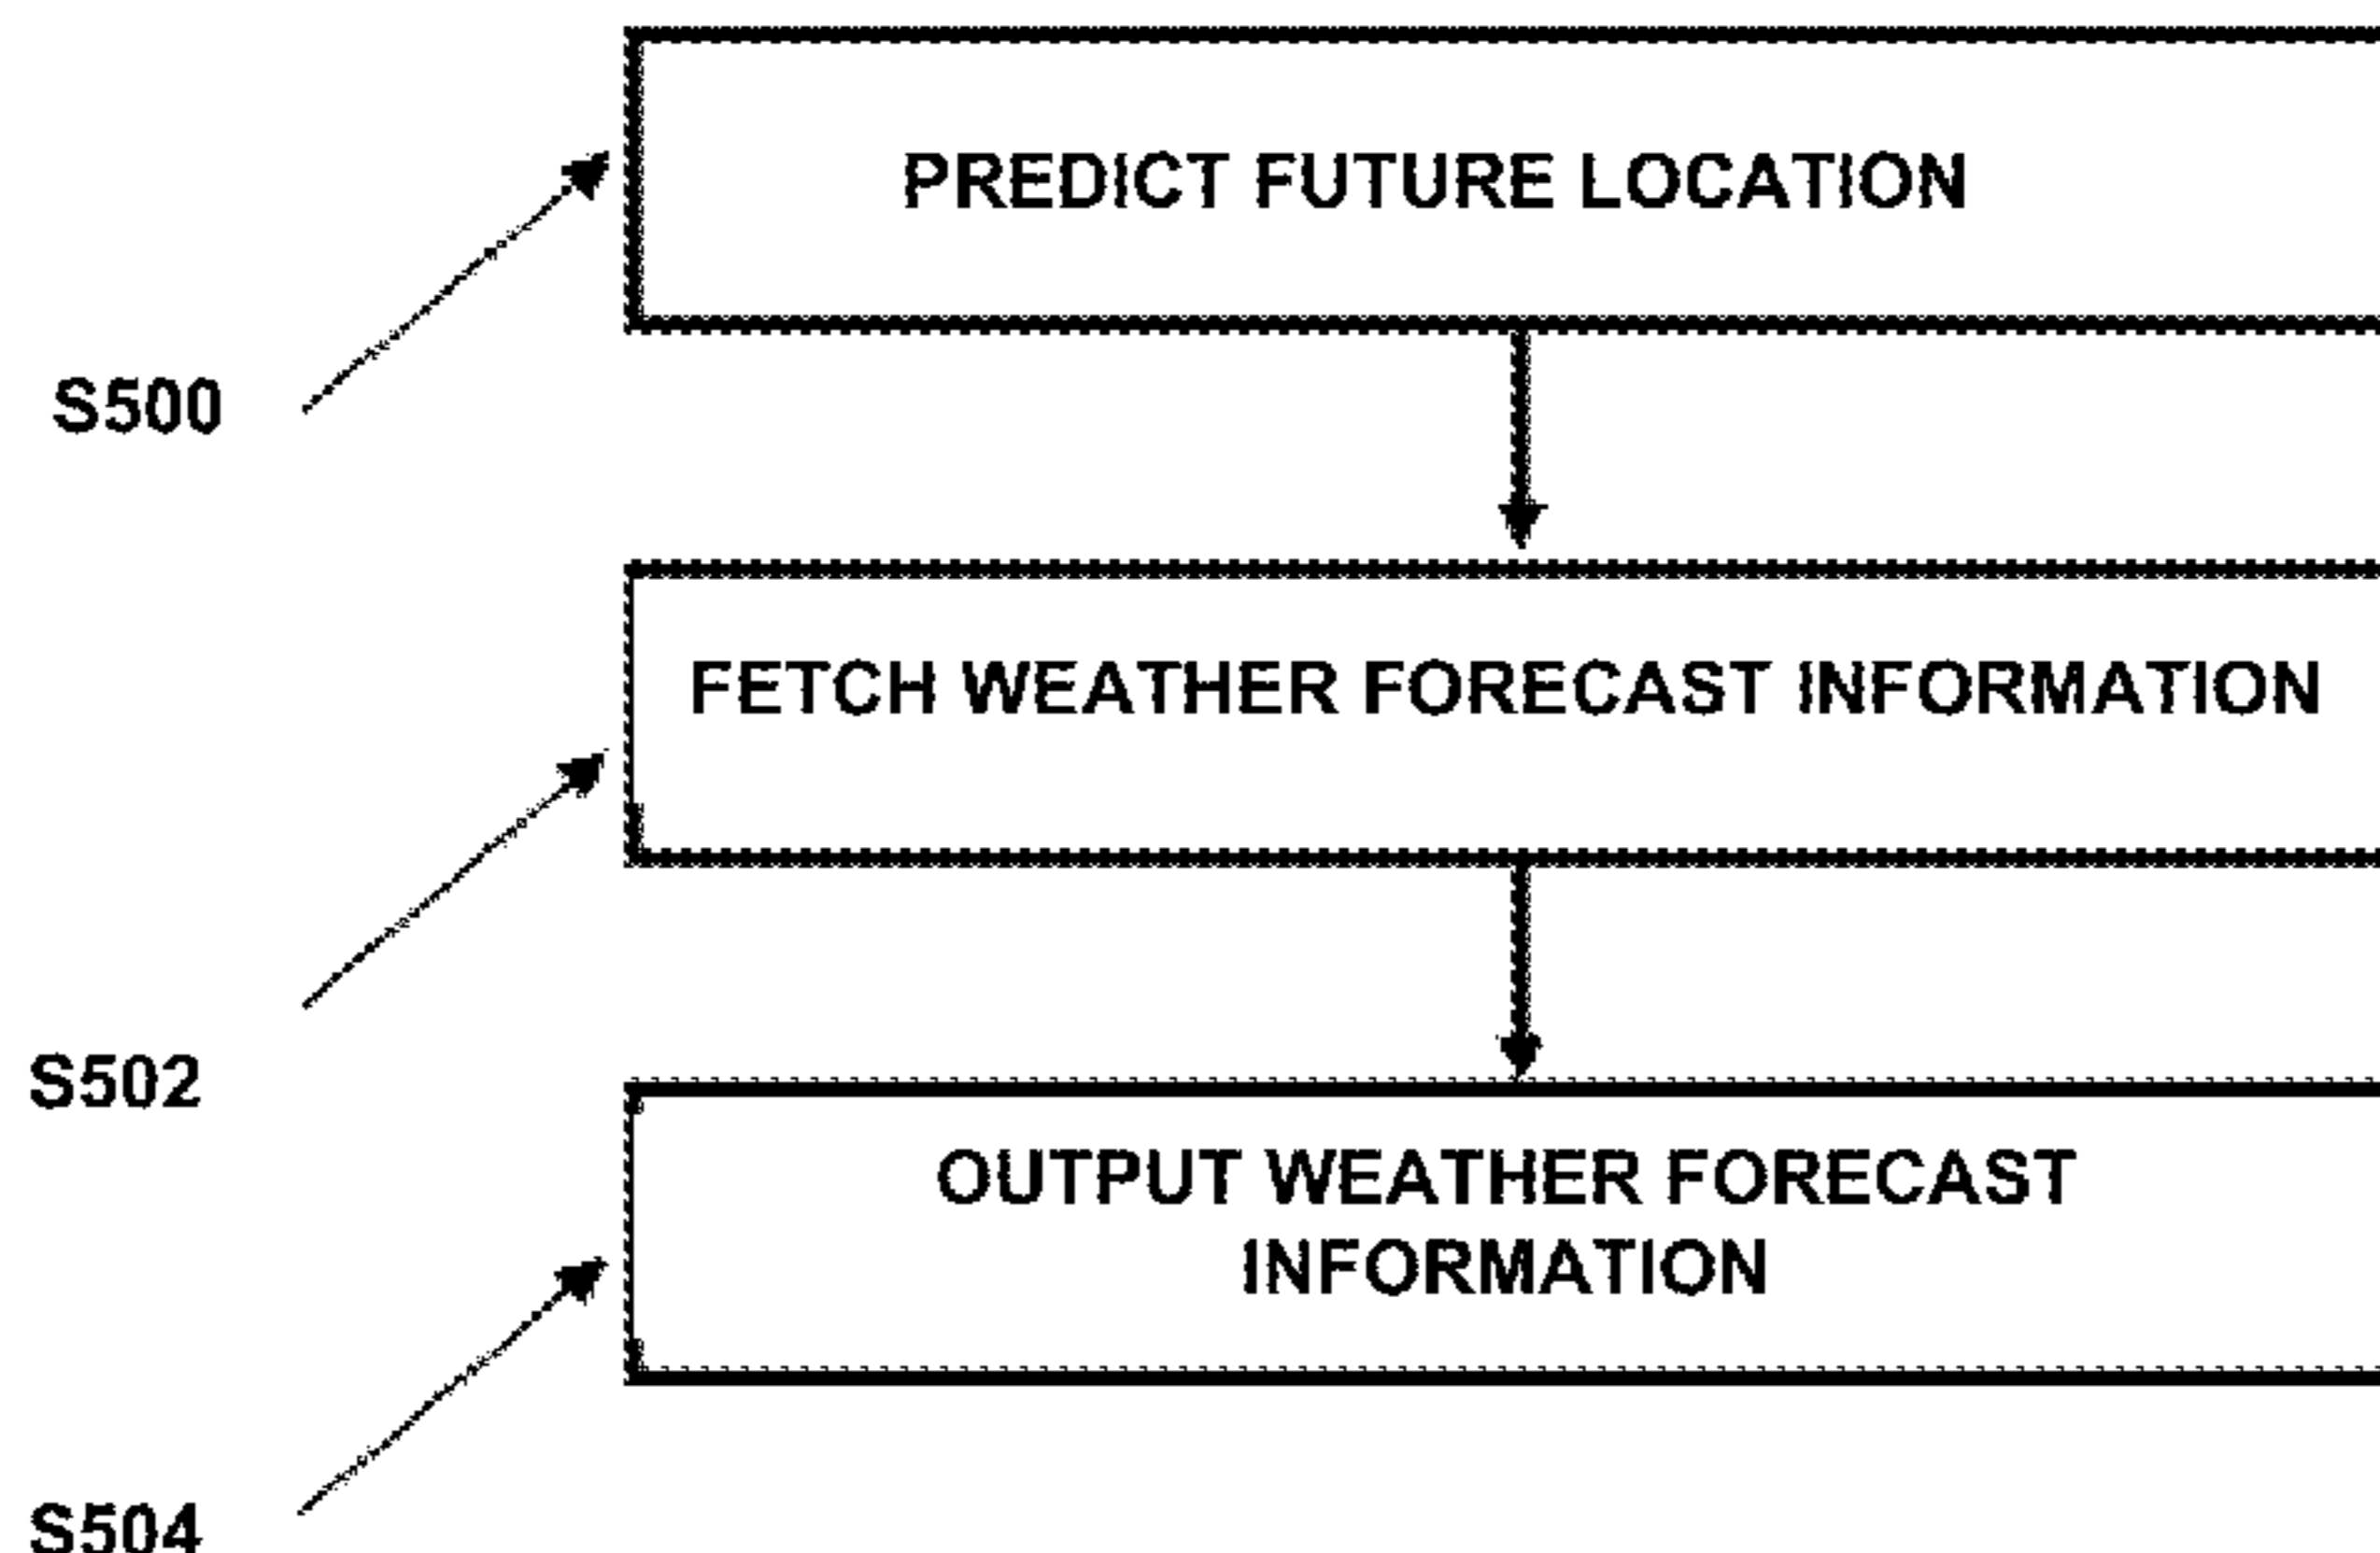 PREDICT FUTURE LOCATION
S500
FETCH WEATHER FORECAST INFORMATION
S502
OUTPUT WEATHER FORECAST
INFORMATION
S504